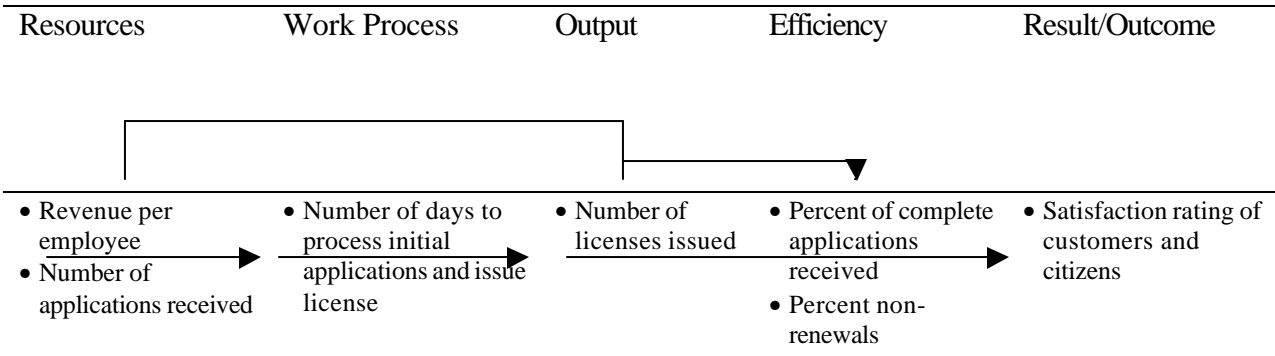 Resources
Work Process
Output
Efficiency
Result/Outcome
• Revenue per
employee
• Number of
applications received
• Number of days to
process initial
applications and issue
license
• Number of
licenses issued
• Percent of complete
applications
received
• Percent non-
renewals
• Satisfaction rating of
customers and
citizens